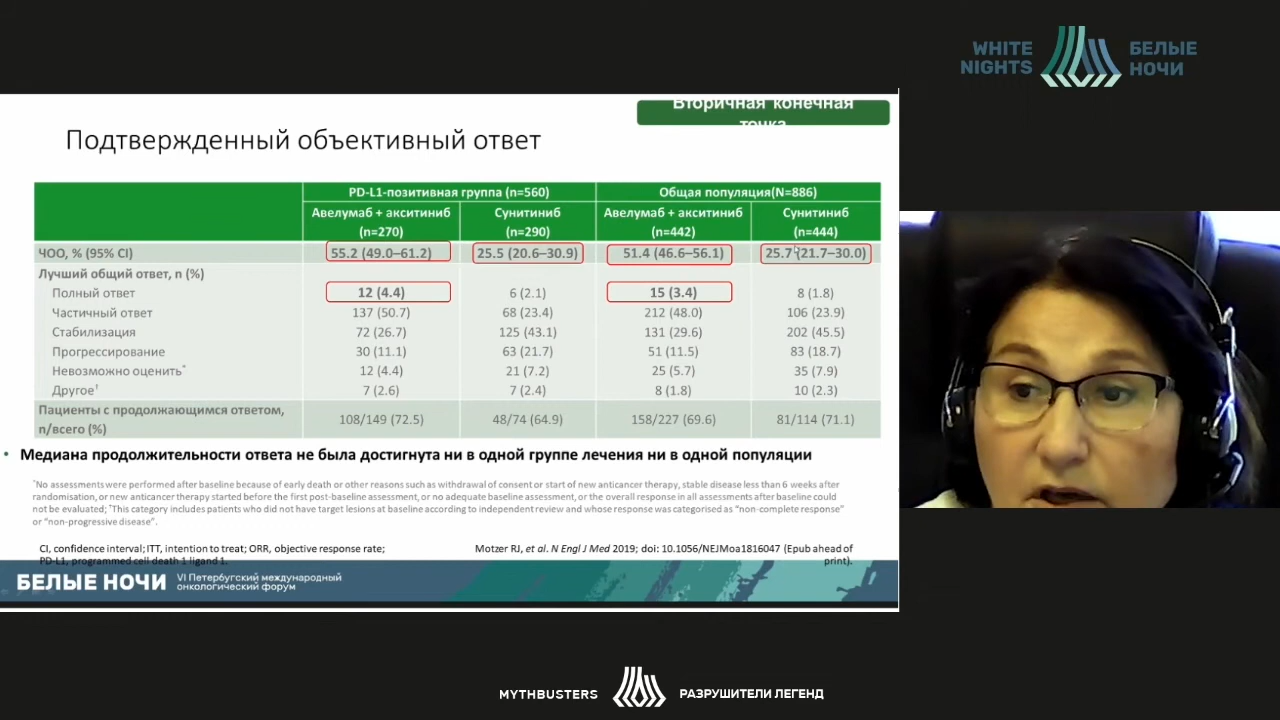 WHITE
NIGHTS
БЕЛЫЕ
НОЧИ
Вторичная конечная
точка
Подтвержденный объективный ответ
PD-L1-позитивная группа (n=560) Общая популяция(N=886)
Авелумаб + акситиниб Сунитиниб Авелумаб + акситиниб Сунитиниб
(n=270) (n=290) (n=442) (n=444)
ЧОО, % (95% CI) 55.2 (49.0–61.2) 25.5 (20.6–30.9) 51.4 (46.6–56.1) 25.7 (21.7–30.0)
Лучший общий ответ, n (%)
Полный ответ 12 (4.4) 6 (2.1) 15 (3.4) 8 (1.8)
Частичный ответ 137 (50.7) 68 (23.4) 212 (48.0) 106 (23.9)
Стабилизация 72 (26.7) 125 (43.1) 131 (29.6) 202 (45.5)
Прогрессирование 30 (11.1) 63 (21.7) 51 (11.5) 83 (18.7)
Невозможно оценить* 12 (4.4) 21 (7.2) 25 (5.7) 35 (7.9)
Другое† 7 (2.6) 7 (2.4) 8 (1.8) 10 (2.3)
Пациенты с продолжающимся ответом,
n/всего (%) 108/149 (72.5) 48/74 (64.9) 158/227 (69.6) 81/114 (71.1)
• Медиана продолжительности ответа не была достигнута ни в одной группе лечения ни в одной популяции
*No assessments were performed after baseline because of early death or other reasons such as withdrawal of consent or start of new anticancer therapy, stable disease less than 6 weeks after
randomisation, or new anticancer therapy started before the first post-baseline assessment, or no adequate baseline assessment, or the overall response in all assessments after baseline could
not be evaluated; †This category includes patients who did not have target lesions at baseline according to independent review and whose response was categorised as “non-complete response”
or “non-progressive disease”.
CI, confidence interval; ITT, intention to treat; ORR, objective response rate;
PD-L1, programmed cell death 1 ligand 1.
Motzer RJ, et al. N Engl J Med 2019; doi: 10.1056/NEJMoa1816047 (Epub ahead of
print).
БЕЛЫЕ НОЧИ
VI Петербургский международный
онкологический форум
MYTHBUSTERS
РАЗРУШИТЕЛИ ЛЕГЕНД